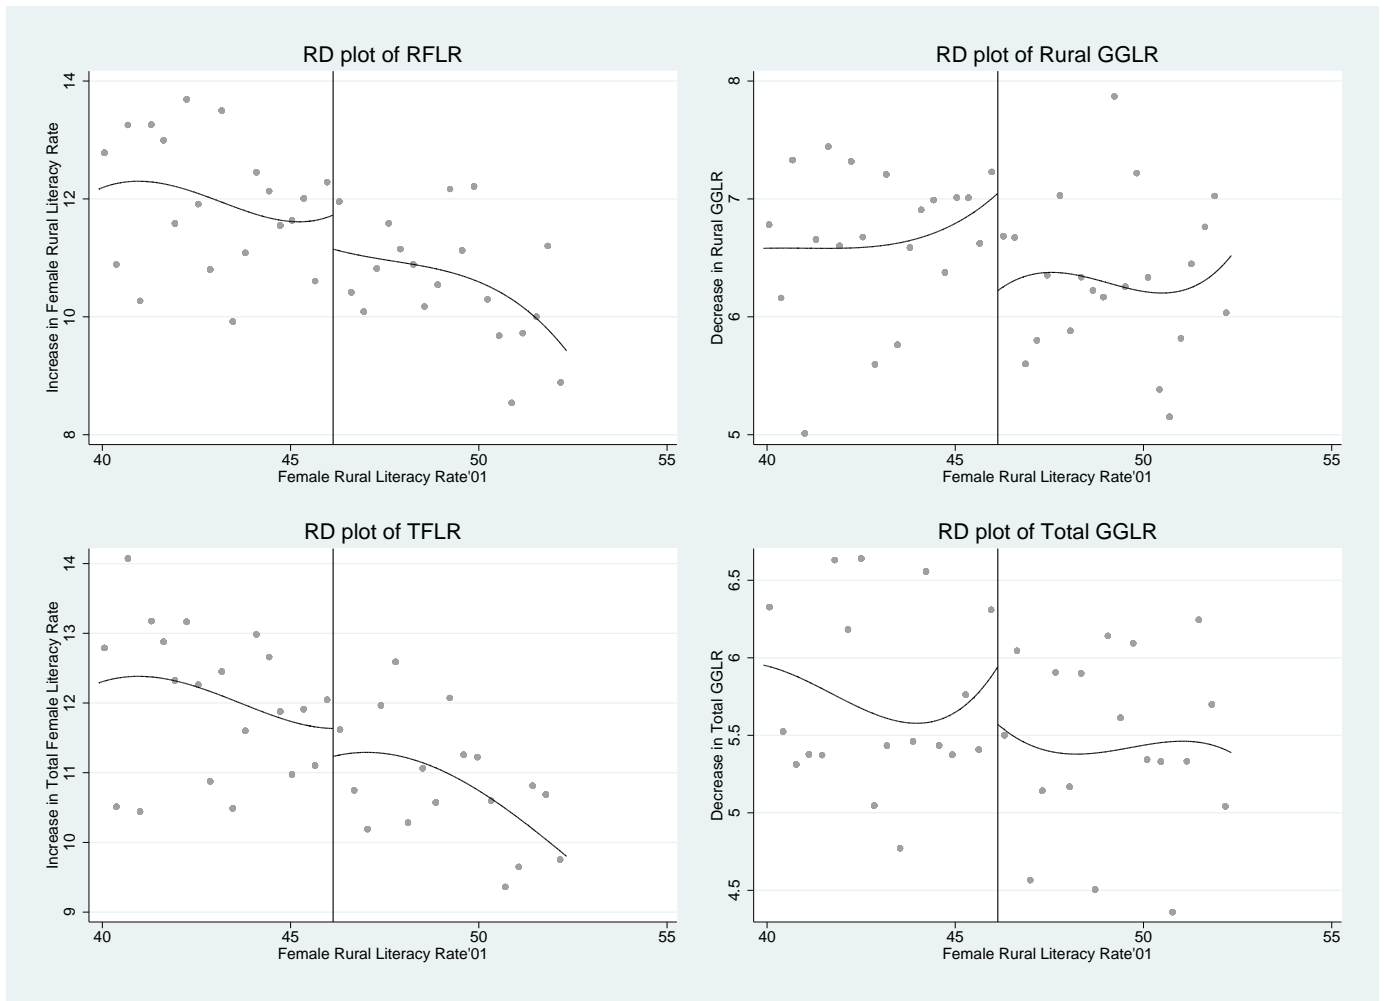 RD plot of RFLR
Increase in Female Rural Literacy Rate
14
12
10
8
40 45 50 55
Female Rural Literacy Rate'01
RD plot of Rural GGLR
Decrease in Rural GGLR
8
7
6
5
40 45 50 55
Female Rural Literacy Rate'01
RD plot of TFLR
Increase in Total Female Literacy Rate
14
13
12
11
10
9
40 45 50 55
Female Rural Literacy Rate'01
RD plot of Total GGLR
Decrease in Total GGLR
6.5
6
5.5
5
4.5
40 45 50 55
Female Rural Literacy Rate'01